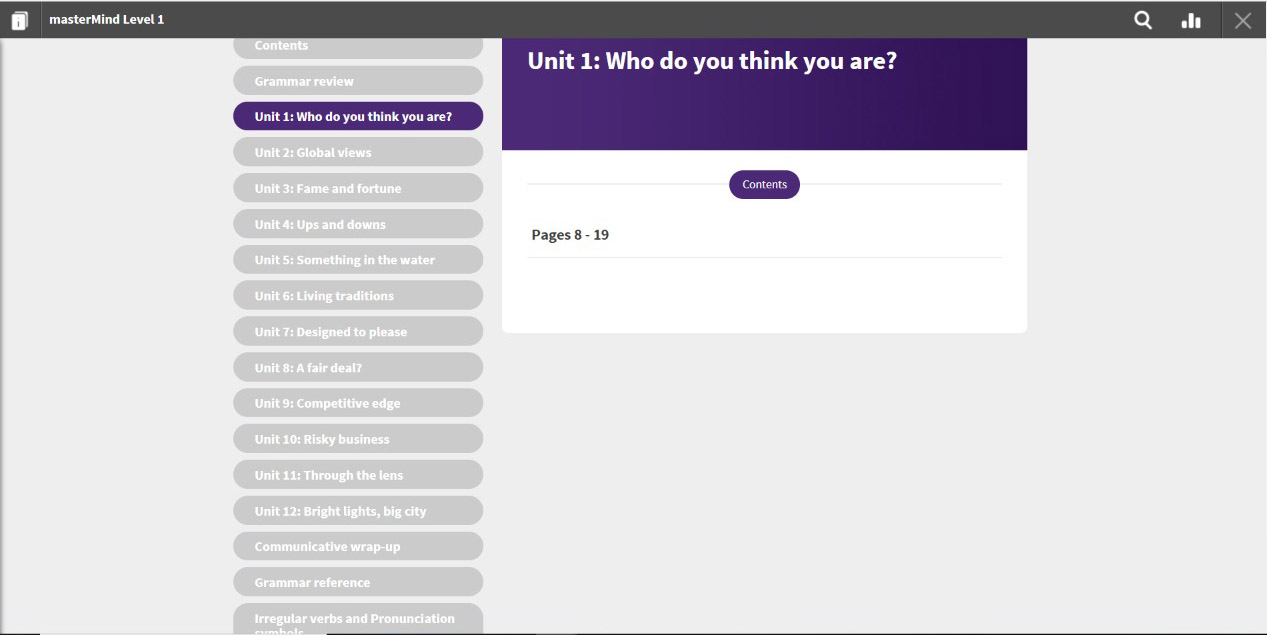 masterMind Level 1
Contents
Grammar review
Unit 1: Who do you think you are?
Unit 2: Global views
Unit 3: Fame and fortune
Unit 4: Ups and downs
Unit 5: Something in the water
Unit 6: Living traditions
Unit 7: Designed to please
Unit 8: A fair deal?
Unit 9: Competitive edge
Unit 10: Risky business
Unit 11: Through the lens
Unit 12: Bright lights, big city
Communicative wrap-up
Grammar reference
Irregular verbs and Pronunciation
symbols
Unit 1: Who do you think you are?
Contents
Pages 8 - 19